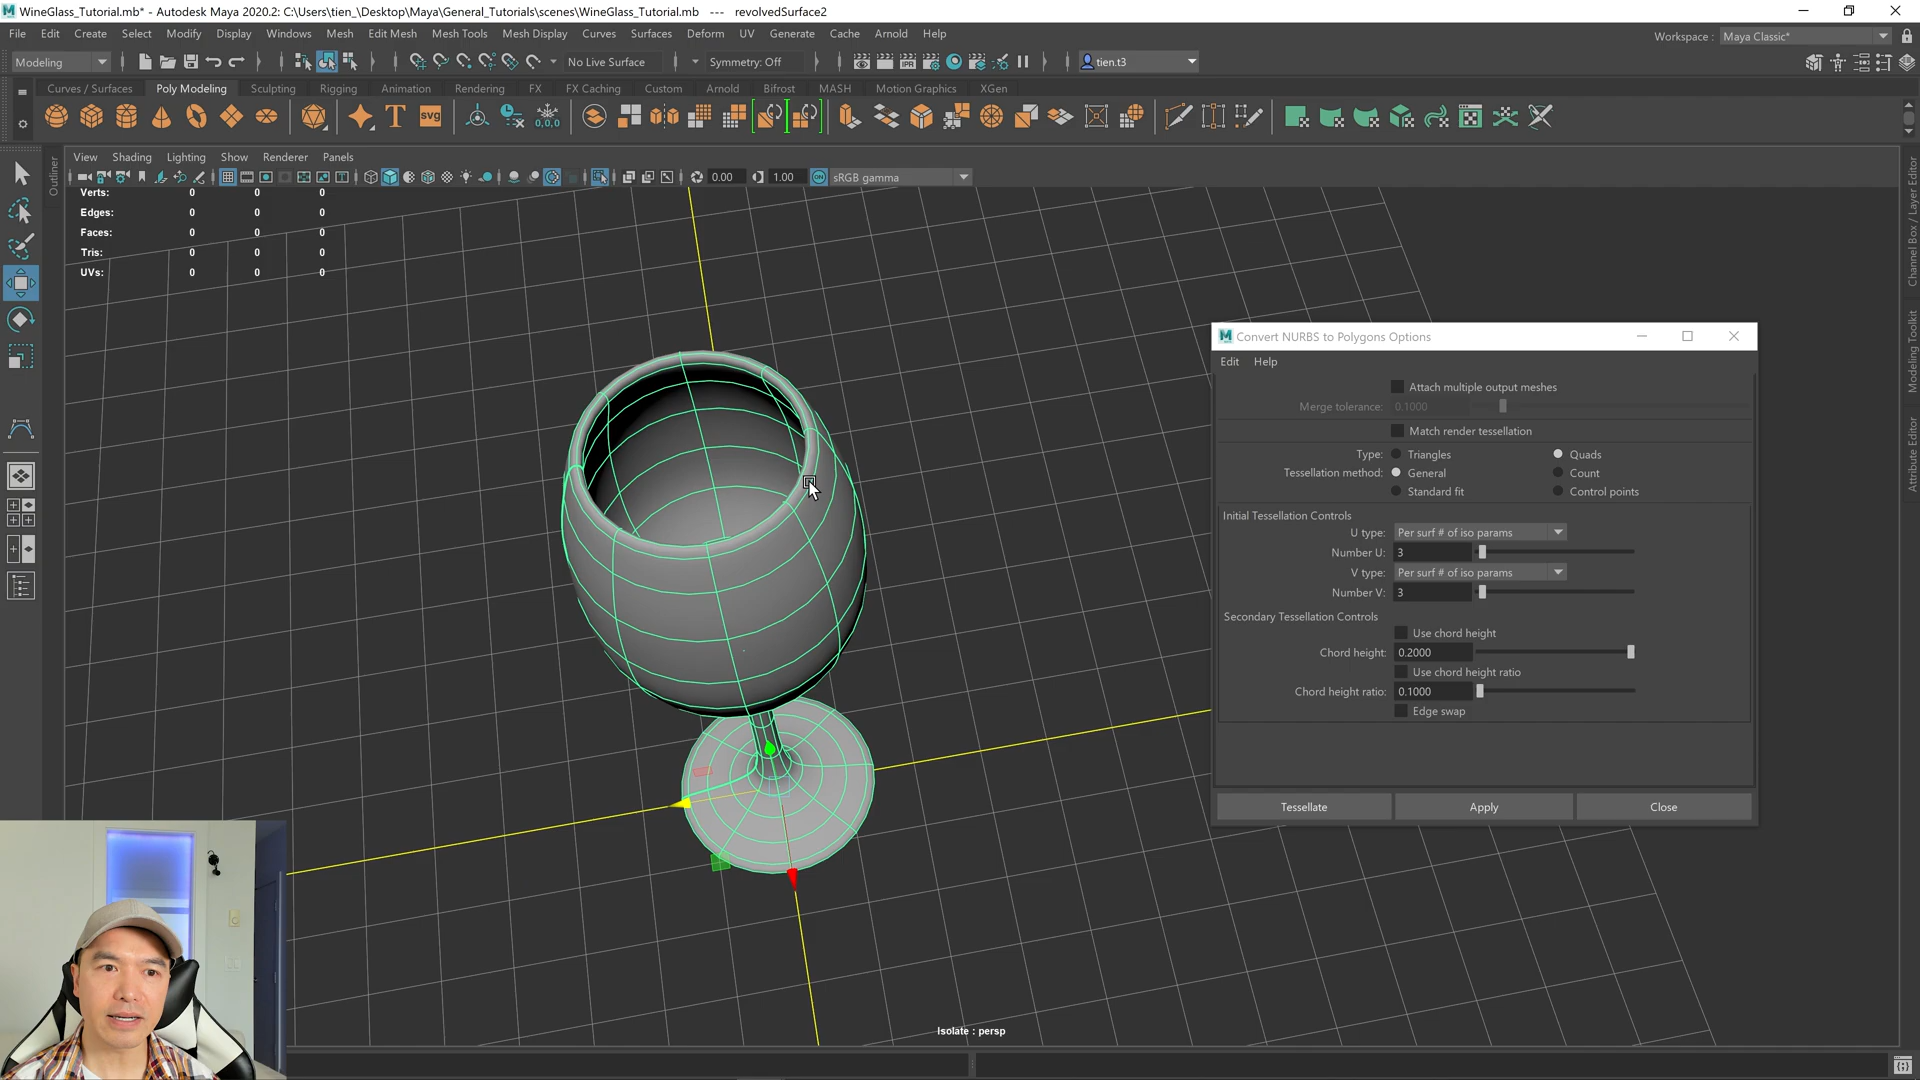 WineGlass_Tutorial.mb* - Autodesk Maya 2020.2: C:\Users\tien_\Desktop\Maya\General_Tutorials\scenes\WineGlass_Tutorial.mb --- revolvedSurface2
File Edit Create Select Modify Display Windows Mesh Edit Mesh Mesh Tools Mesh Display Curves Surfaces Deform UV Generate Cache Arnold Help
Workspace : Maya Classic*
Modeling No Live Surface Symmetry: Off tien.t3
Curves / Surfaces Poly Modeling Sculpting Rigging Animation Rendering FX FX Caching Custom Arnold Bifrost MASH Motion Graphics XGen
T svg 0,0,0
View Shading Lighting Show Renderer Panels
0.00 1.00 ON sRGB gamma
Outliner
Verts: 0 0 0
Edges: 0 0 0
Faces: 0 0 0
Tris: 0 0 0
UVs: 0 0 0
Convert NURBS to Polygons Options
Edit Help
Attach multiple output meshes
Merge tolerance: 0.1000
Match render tessellation
Type: Triangles Quads
Tessellation method: General Count
Standard fit Control points
Initial Tessellation Controls
U type: Per surf # of iso params
Number U: 3
V type: Per surf # of iso params
Number V: 3
Secondary Tessellation Controls
Use chord height
Chord height: 0.2000
Use chord height ratio
Chord height ratio: 0.1000
Edge swap
Tessellate Apply Close
Isolate : persp
Channel Box / Layer Editor
Modeling Toolkit
Attribute Editor